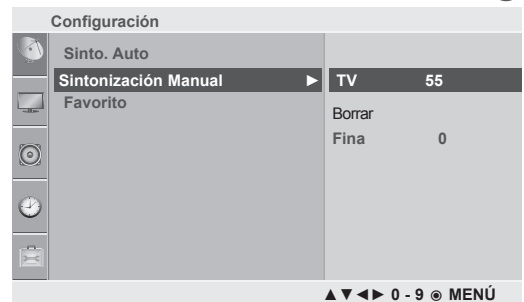 Configuración
Sinto. Auto
Sintonización Manual ►
Favorito
TV 55
Borrar
Fina 0
▲▼◄► 0 - 9 ◉ MENÚ